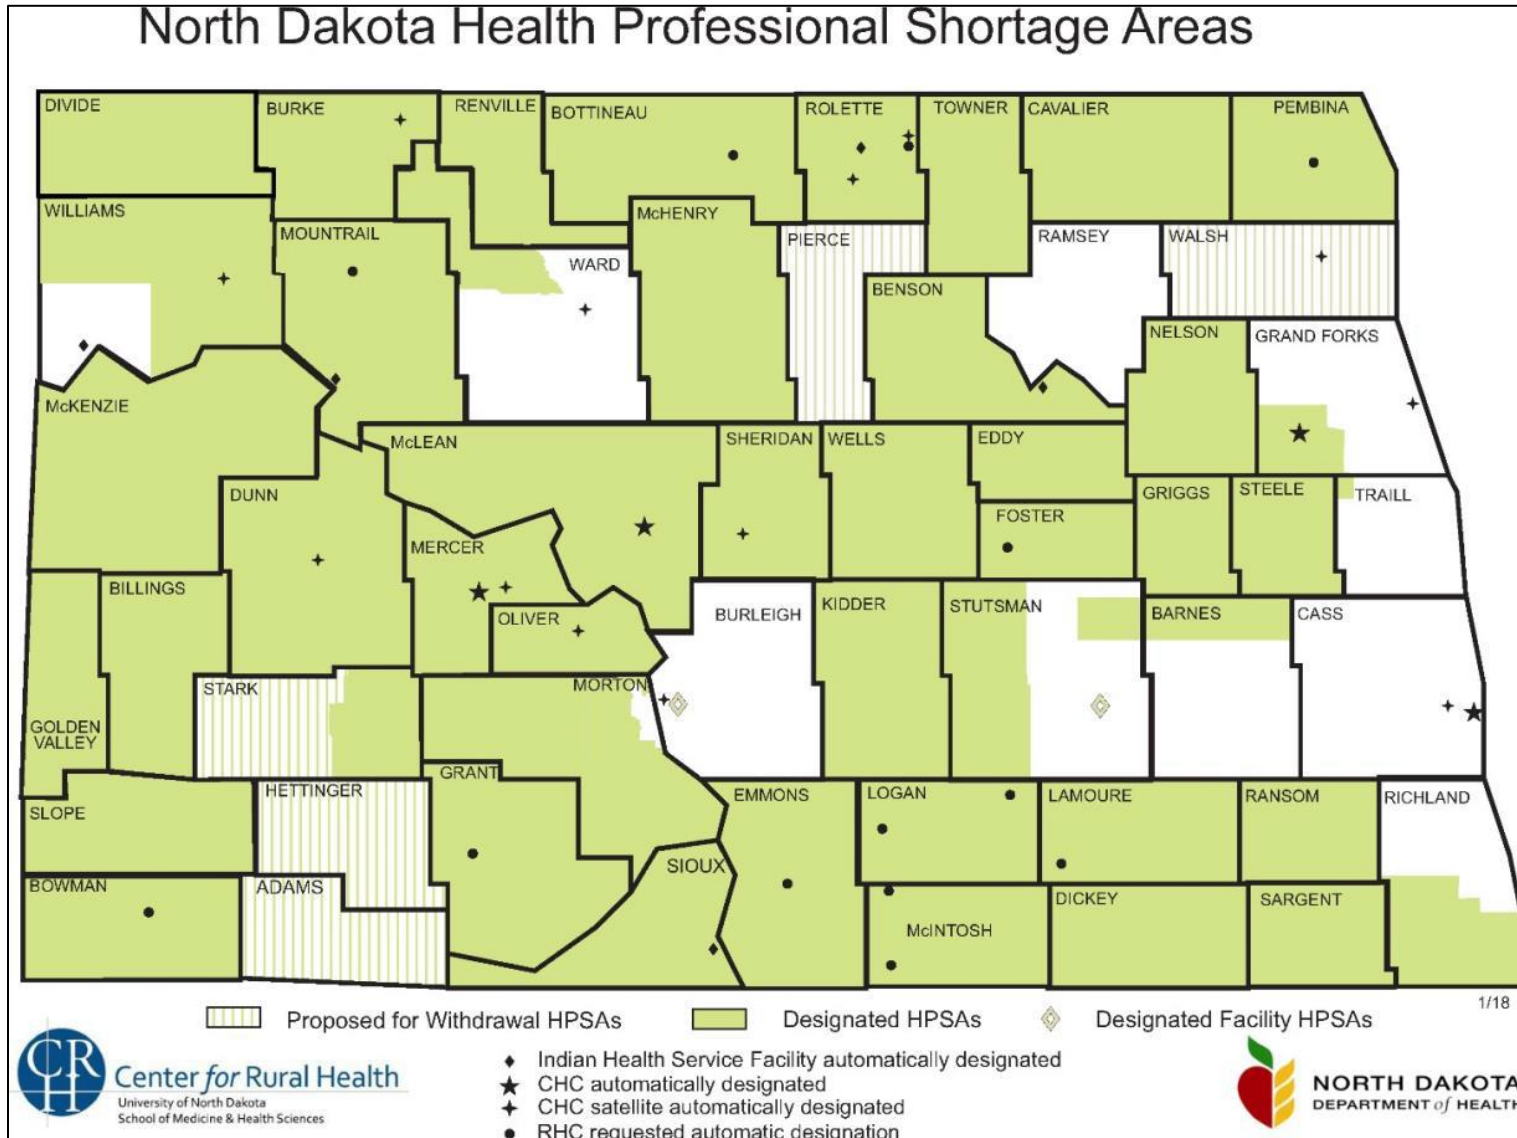 North Dakota Health Professional Shortage Areas
DIVIDE
BURKE
RENVILLE
BOTTINEAU
ROLETTE
TOWNER
CAVALIER
PEMBINA
WILLIAMS
MOUNTRAIL
WARD
McHENRY
PIERCE
BENSON
RAMSEY
WALSH
NELSON
GRAND FORKS
McKENZIE
DUNN
McLEAN
MERCER
OLIVER
SHERIDAN
WELLS
EDDY
FOSTER
GRIGGS
STEELE
TRAILL
GOLDEN
VALLEY
BILLINGS
STARK
MORTON
BURLEIGH
KIDDER
STUTSMAN
BARNES
CASS
SLOPE
HETTINGER
GRANT
BOWMAN
ADAMS
SIOUX
EMMONS
LOGAN
McINTOSH
LAMOURE
DICKEY
RANSOM
SARGENT
RICHLAND
1/18
Proposed for Withdrawal HPSAs
Designated HPSAs
Designated Facility HPSAs
Indian Health Service Facility automatically designated
CHC automatically designated
CHC satellite automatically designated
RHC requested automatic designation
CRH
Center for Rural Health
University of North Dakota
School of Medicine & Health Sciences
NORTH DAKOTA
DEPARTMENT of HEALTH